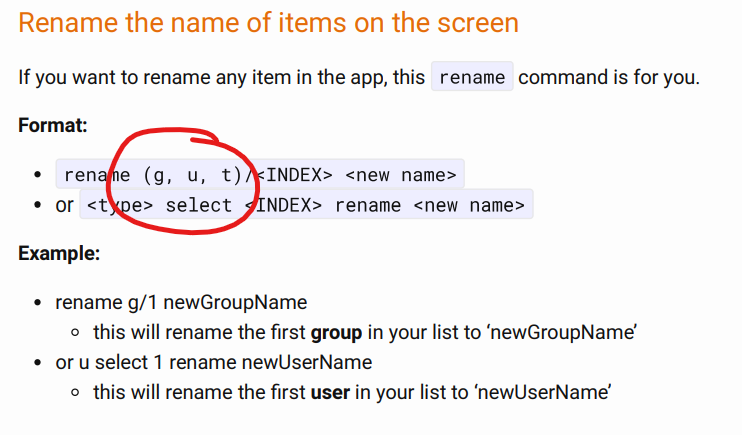 Rename the name of items on the screen
If you want to rename any item in the app, this rename command is for you.
Format:
• rename (g, u, t)/<INDEX> <new name>
• or <type> select <INDEX> rename <new name>
Example:
• rename g/1 newGroupName
◦ this will rename the first group in your list to ‘newGroupName’
• or u select 1 rename newUserName
◦ this will rename the first user in your list to ‘newUserName’